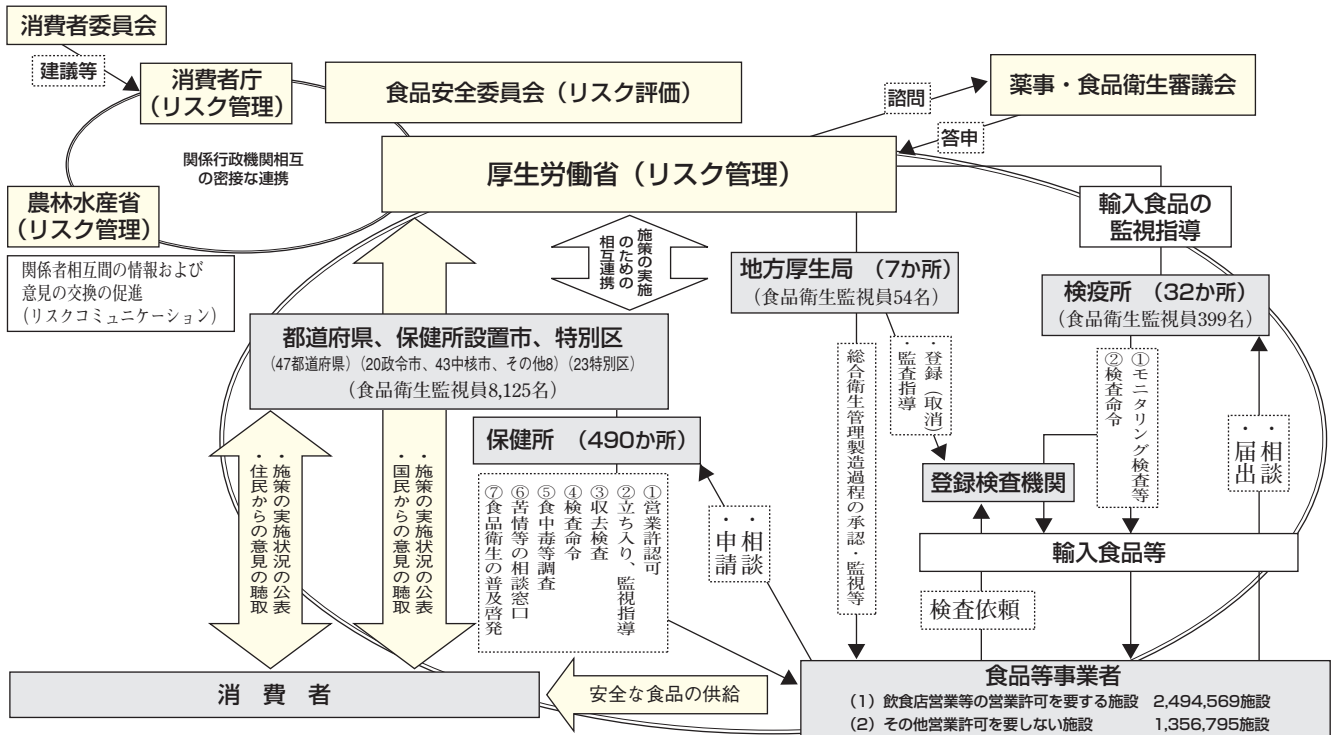 消費者委員会
建議等
消費者庁
(リスク管理)
食品安全委員会(リスク評価)
諮問
薬事・食品衛生審議会
答申
関係行政機関相互
の密接な連携
厚生労働省(リスク管理)
農林水産省
(リスク管理)
輸入食品の
監視指導
関係者相互間の情報および
意見の交換の促進
(リスクコミュニケーション)
施策の実施
のための
相互連携
地方厚生局 (7か所)
(食品衛生監視員54名)
検疫所 (32か所)
(食品衛生監視員399名)
都道府県、保健所設置市、特別区
(47都道府県)(20政令市、43中核市、その他8)(23特別区)
(食品衛生監視員8,125名)
保健所 (490か所)
総合衛生管理製造過程の承認・監視等
・登録(取消)
・監査指導
①モニタリング検査等
②検査命令
・相談
・届出
登録検査機関
・施策の実施状況の公表
・住民からの意見の聴取
・施策の実施状況の公表
・国民からの意見の聴取
①営業許認可
②立ち入り、監視指導
③収去検査
④検査命令
⑤食中毒等調査
⑥苦情等の相談窓口
⑦食品衛生の普及啓発
・相談
・申請
輸入食品等
検査依頼
消費者
安全な食品の供給
食品等事業者
(1)飲食店営業等の営業許可を要する施設 2,494,569施設
(2)その他営業許可を要しない施設 1,356,795施設